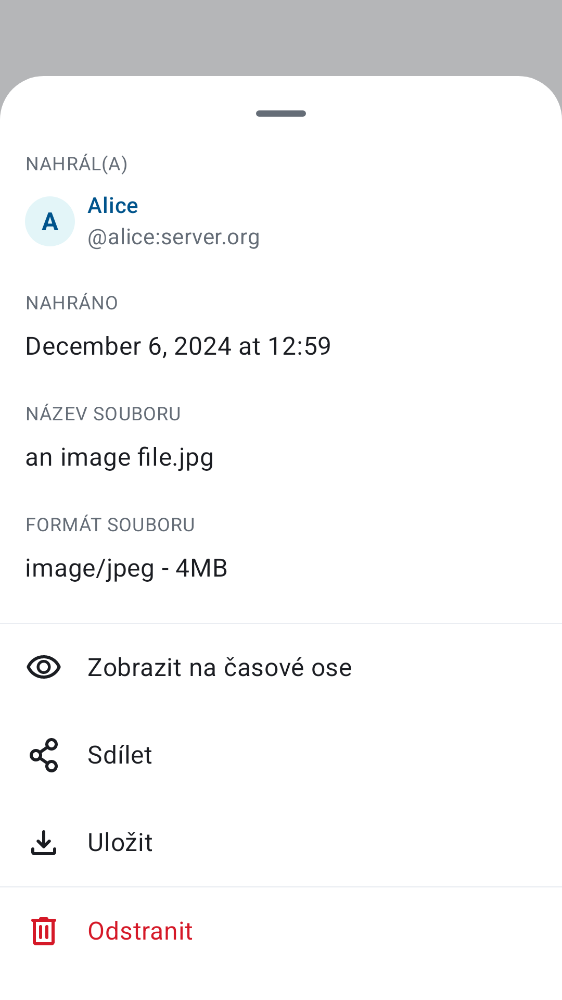 NAHRÁL(A)
A
Alice
@alice:server.org
NAHRÁNO
December 6, 2024 at 12:59
NÁZEV SOUBORU
an image file.jpg
FORMÁT SOUBORU
image/jpeg - 4MB
Zobrazit na časové ose
Sdílet
Uložit
Odstranit